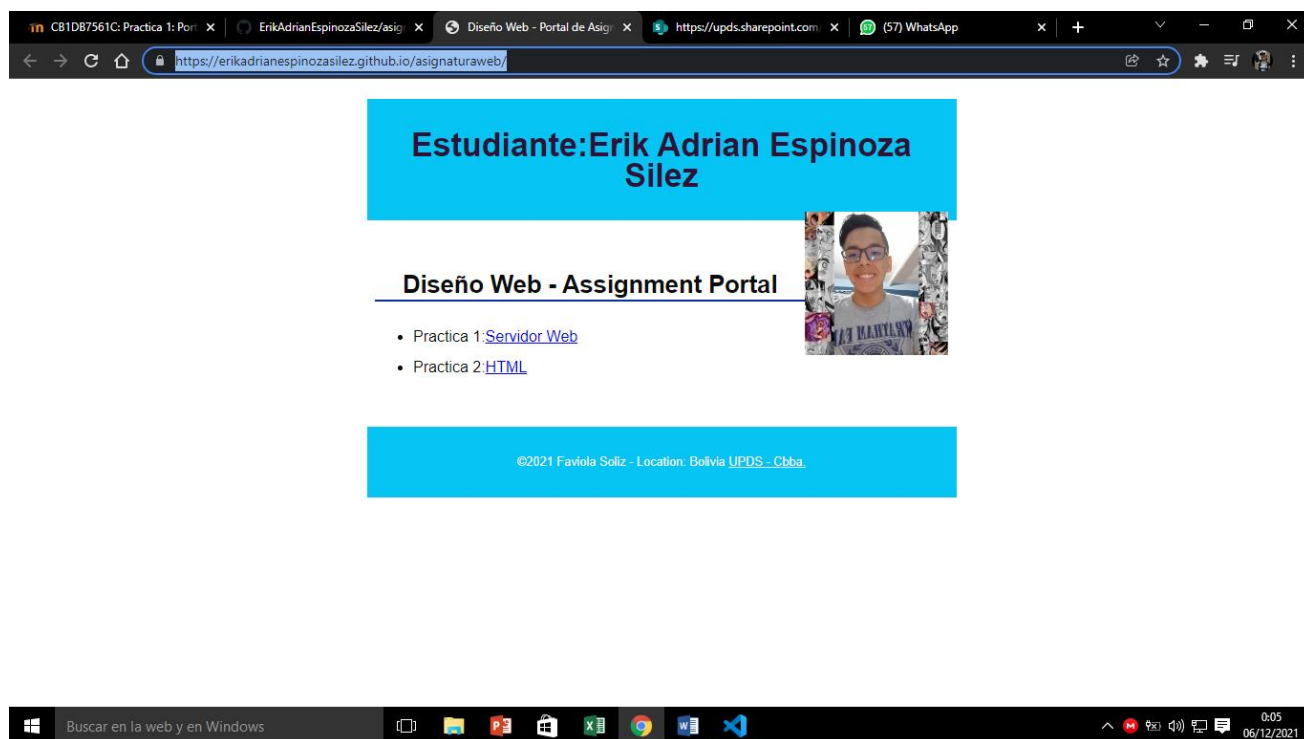 CB1DB7561C: Practica 1: Port
ErikAdrianEspinozaSilez/asig
Diseño Web - Portal de Asign
https://upds.sharepoint.com/
(57) WhatsApp
https://erikadrianespinozasilez.github.io/asignaturaweb/
Estudiante:Erik Adrian Espinoza
Silez
Diseño Web - Assignment Portal
• Practica 1:Servidor Web
• Practica 2:HTML
©2021 Faviola Soliz - Location: Bolivia UPDS - Cbba.
Buscar en la web y en Windows
0:05
06/12/2021